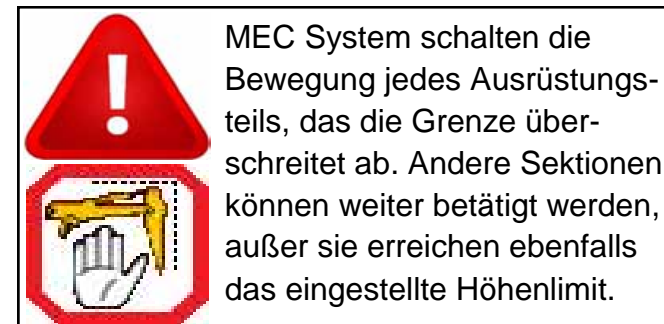 MEC System schalten die
Bewegung jedes Ausrüstungs-
teils, das die Grenze über-
schreitet ab. Andere Sektionen
können weiter betätigt werden,
außer sie erreichen ebenfalls
das eingestellte Höhenlimit.